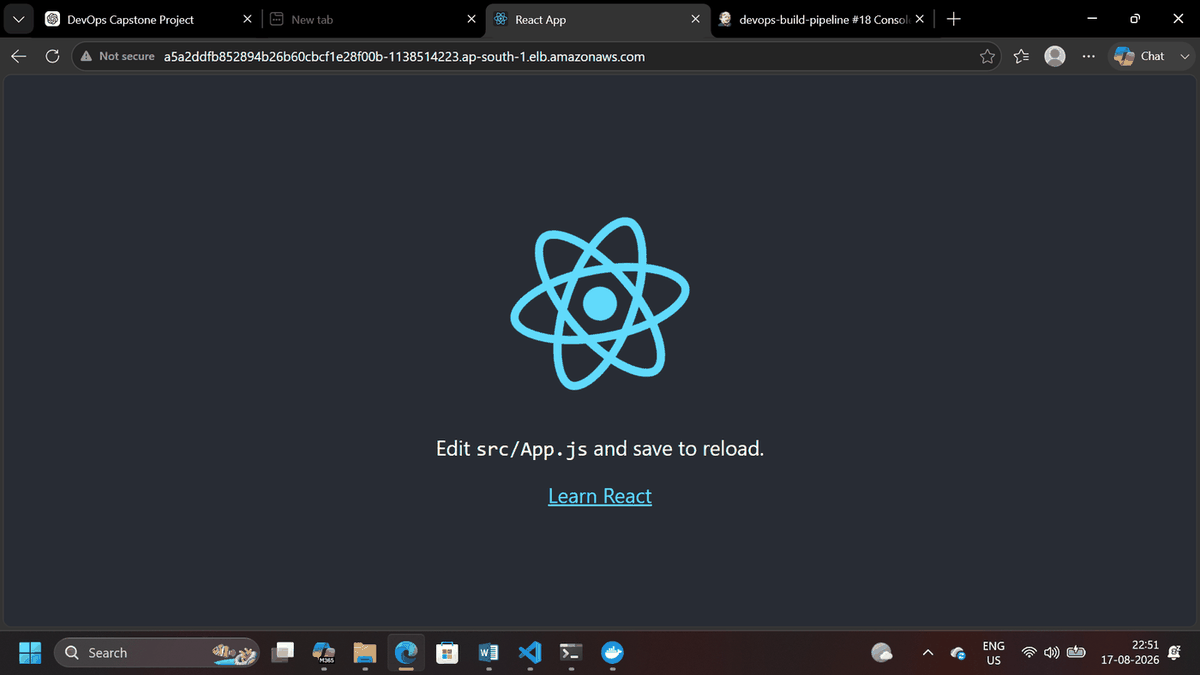 DevOps Capstone Project
New tab
React App
devops-build-pipeline #18 Consol
Not secure a5a2ddfb852894b26b60cbcf1e28f00b-1138514223.ap-south-1.elb.amazonaws.com
Chat
Edit src/App.js and save to reload.
Learn React
Search
M365
W
ENG
US
22:51
17-08-2026